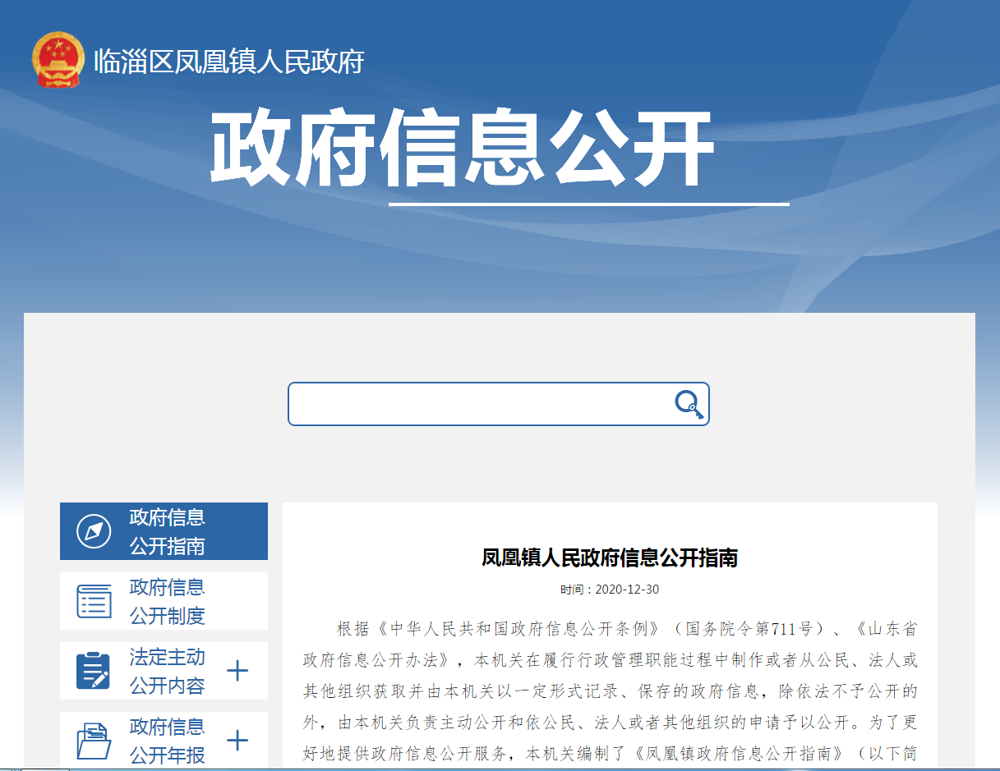 临淄区凤凰镇人民政府
政府信息公开
政府信息
公开指南
政府信息
公开制度
法定主动
公开内容
政府信息
公开年报
凤凰镇人民政府信息公开指南
时间：2020-12-30
根据《中华人民共和国政府信息公开条例》（国务院令第711号）、《山东省
政府信息公开办法》，本机关在履行行政管理职能过程中制作或者从公民、法人或
其他组织获取并由本机关以一定形式记录、保存的政府信息，除依法不予公开的
外，由本机关负责主动公开和依公民、法人或者其他组织的申请予以公开。为了更
好地提供政府信息公开服务，本机关编制了《凤凰镇政府信息公开指南》（以下简